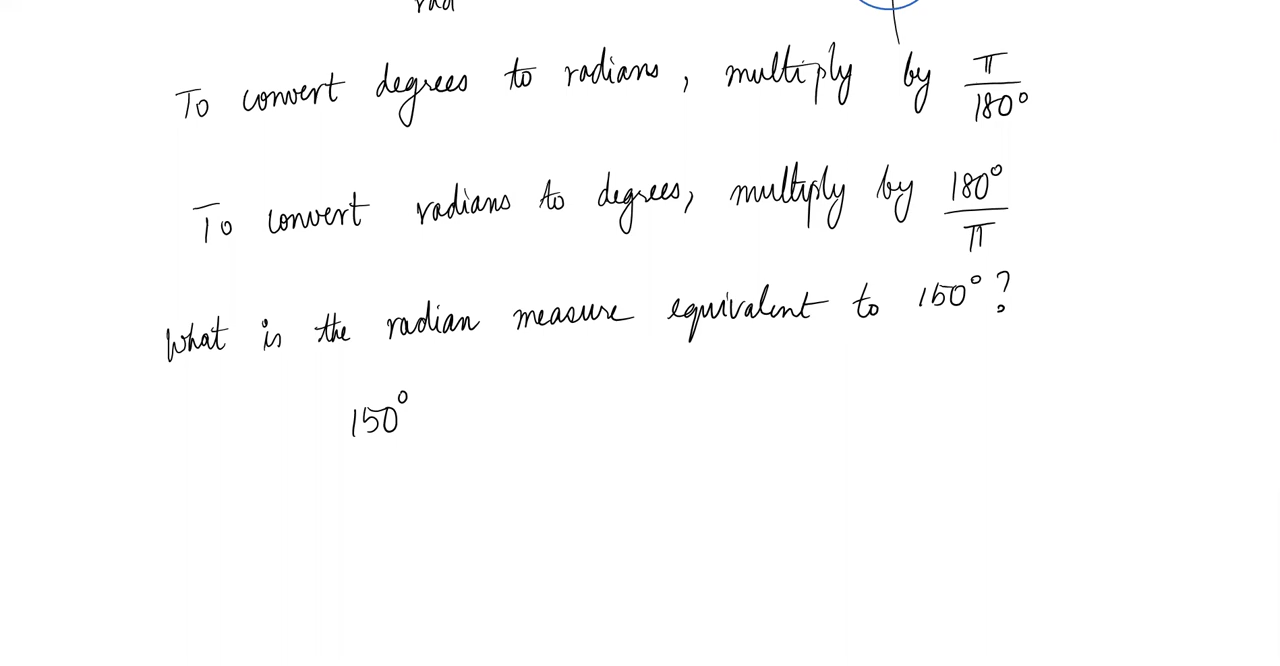 rad
To convert degrees to radians, multiply by π/180°
To convert radians to degrees, multiply by 180°/π
What is the radian measure equivalent to 150°?
150°